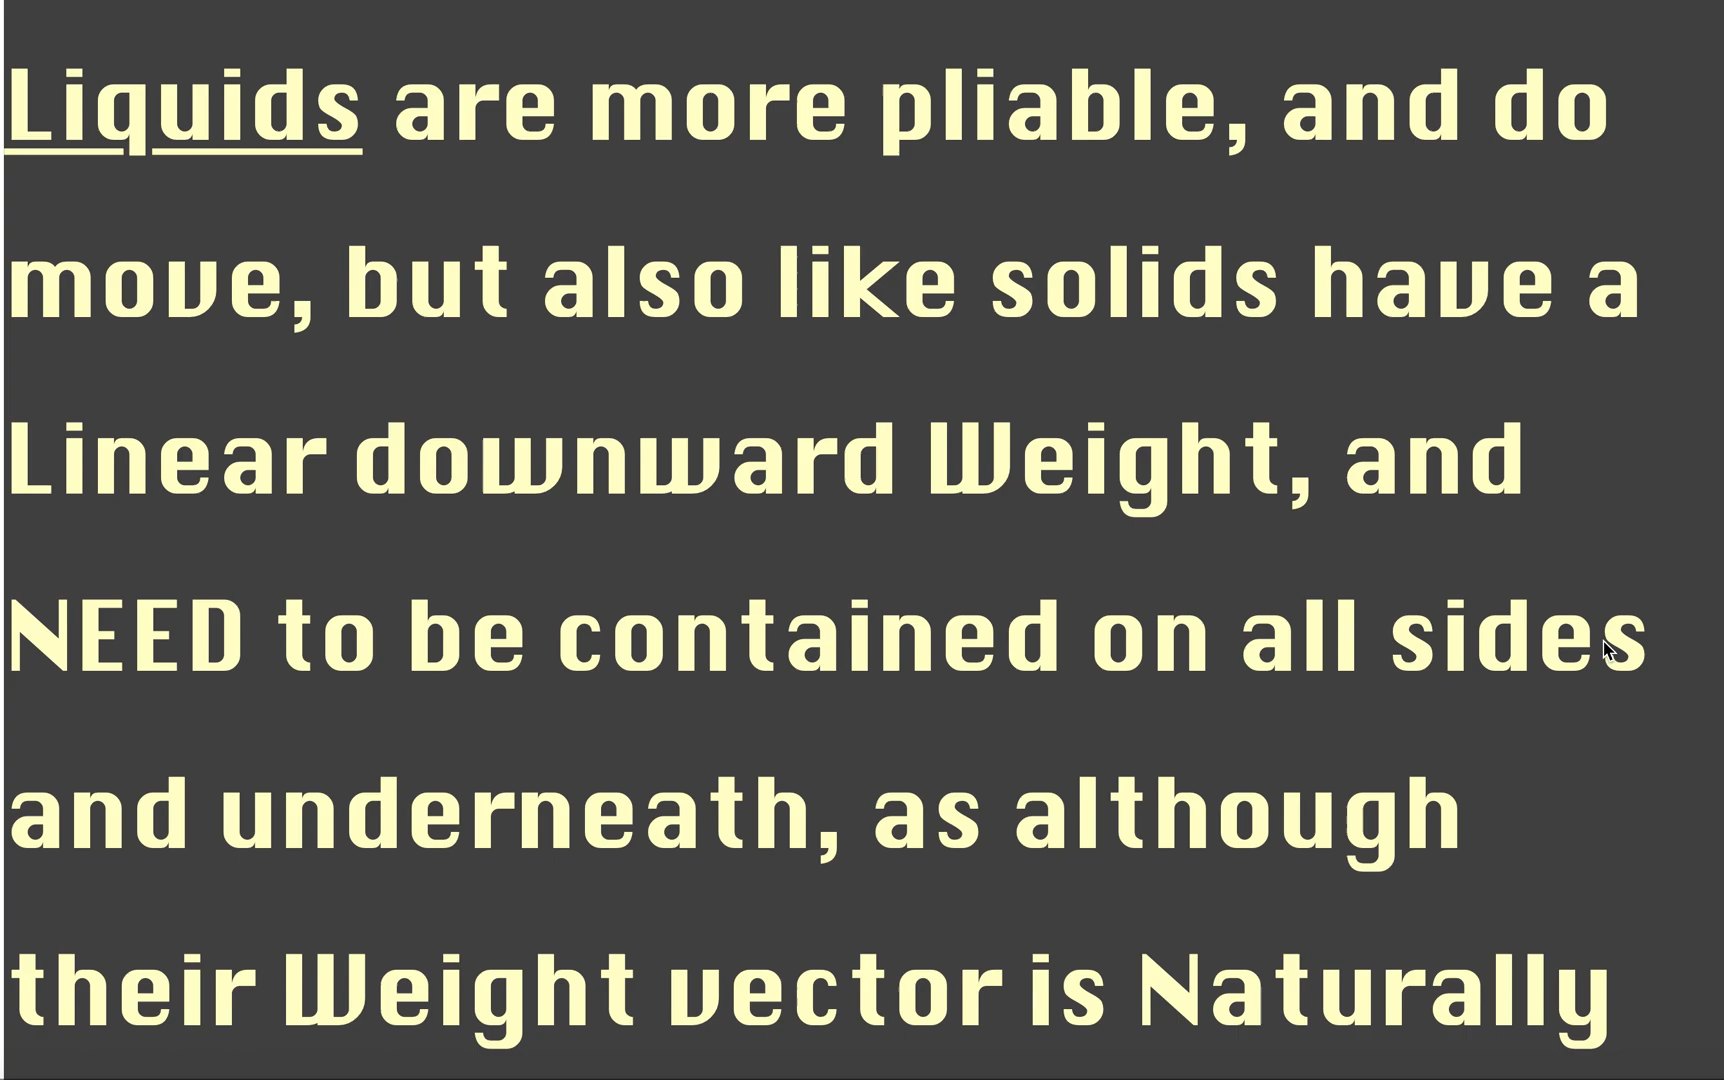 Liquids are more pliable, and do
move, but also like solids have a
Linear downward Weight, and
NEED to be contained on all sides
and underneath, as although
their Weight vector is Naturally